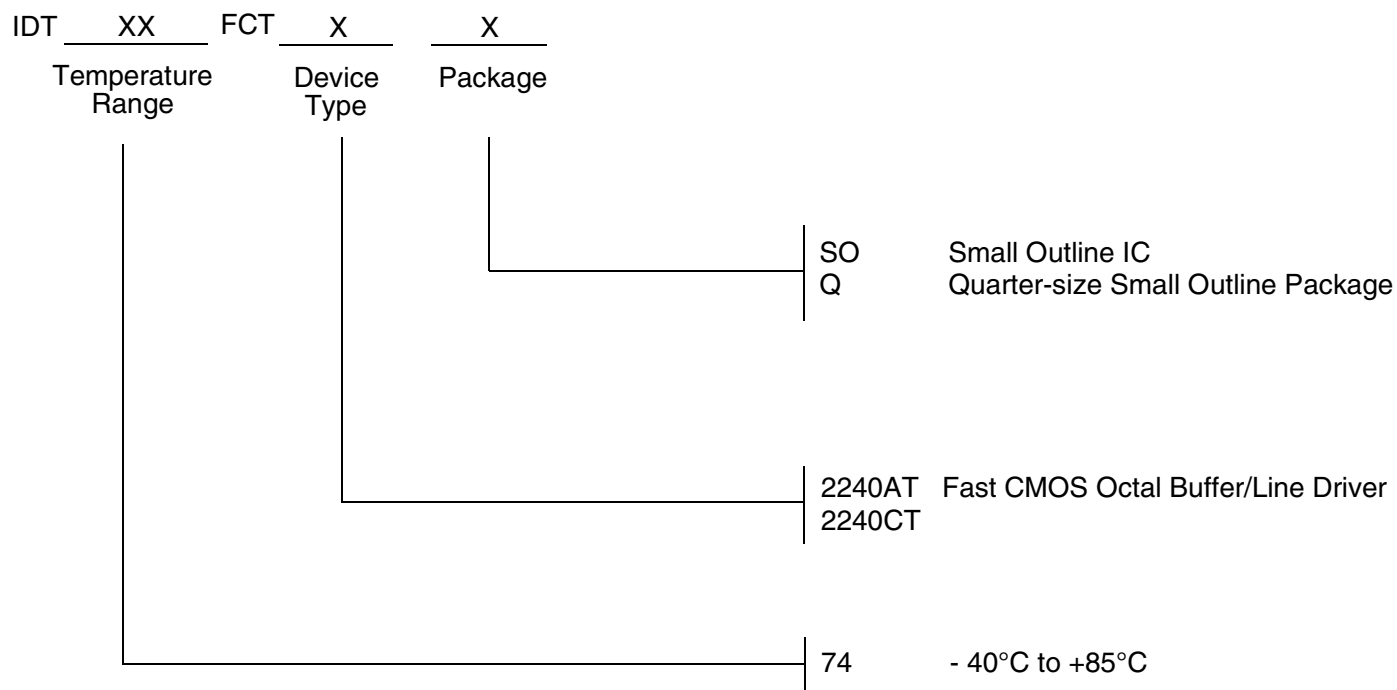 IDT XX FCT X X
Temperature Range
Device Type
Package
SO Small Outline IC
Q Quarter-size Small Outline Package
2240AT Fast CMOS Octal Buffer/Line Driver
2240CT
74 - 40°C to +85°C